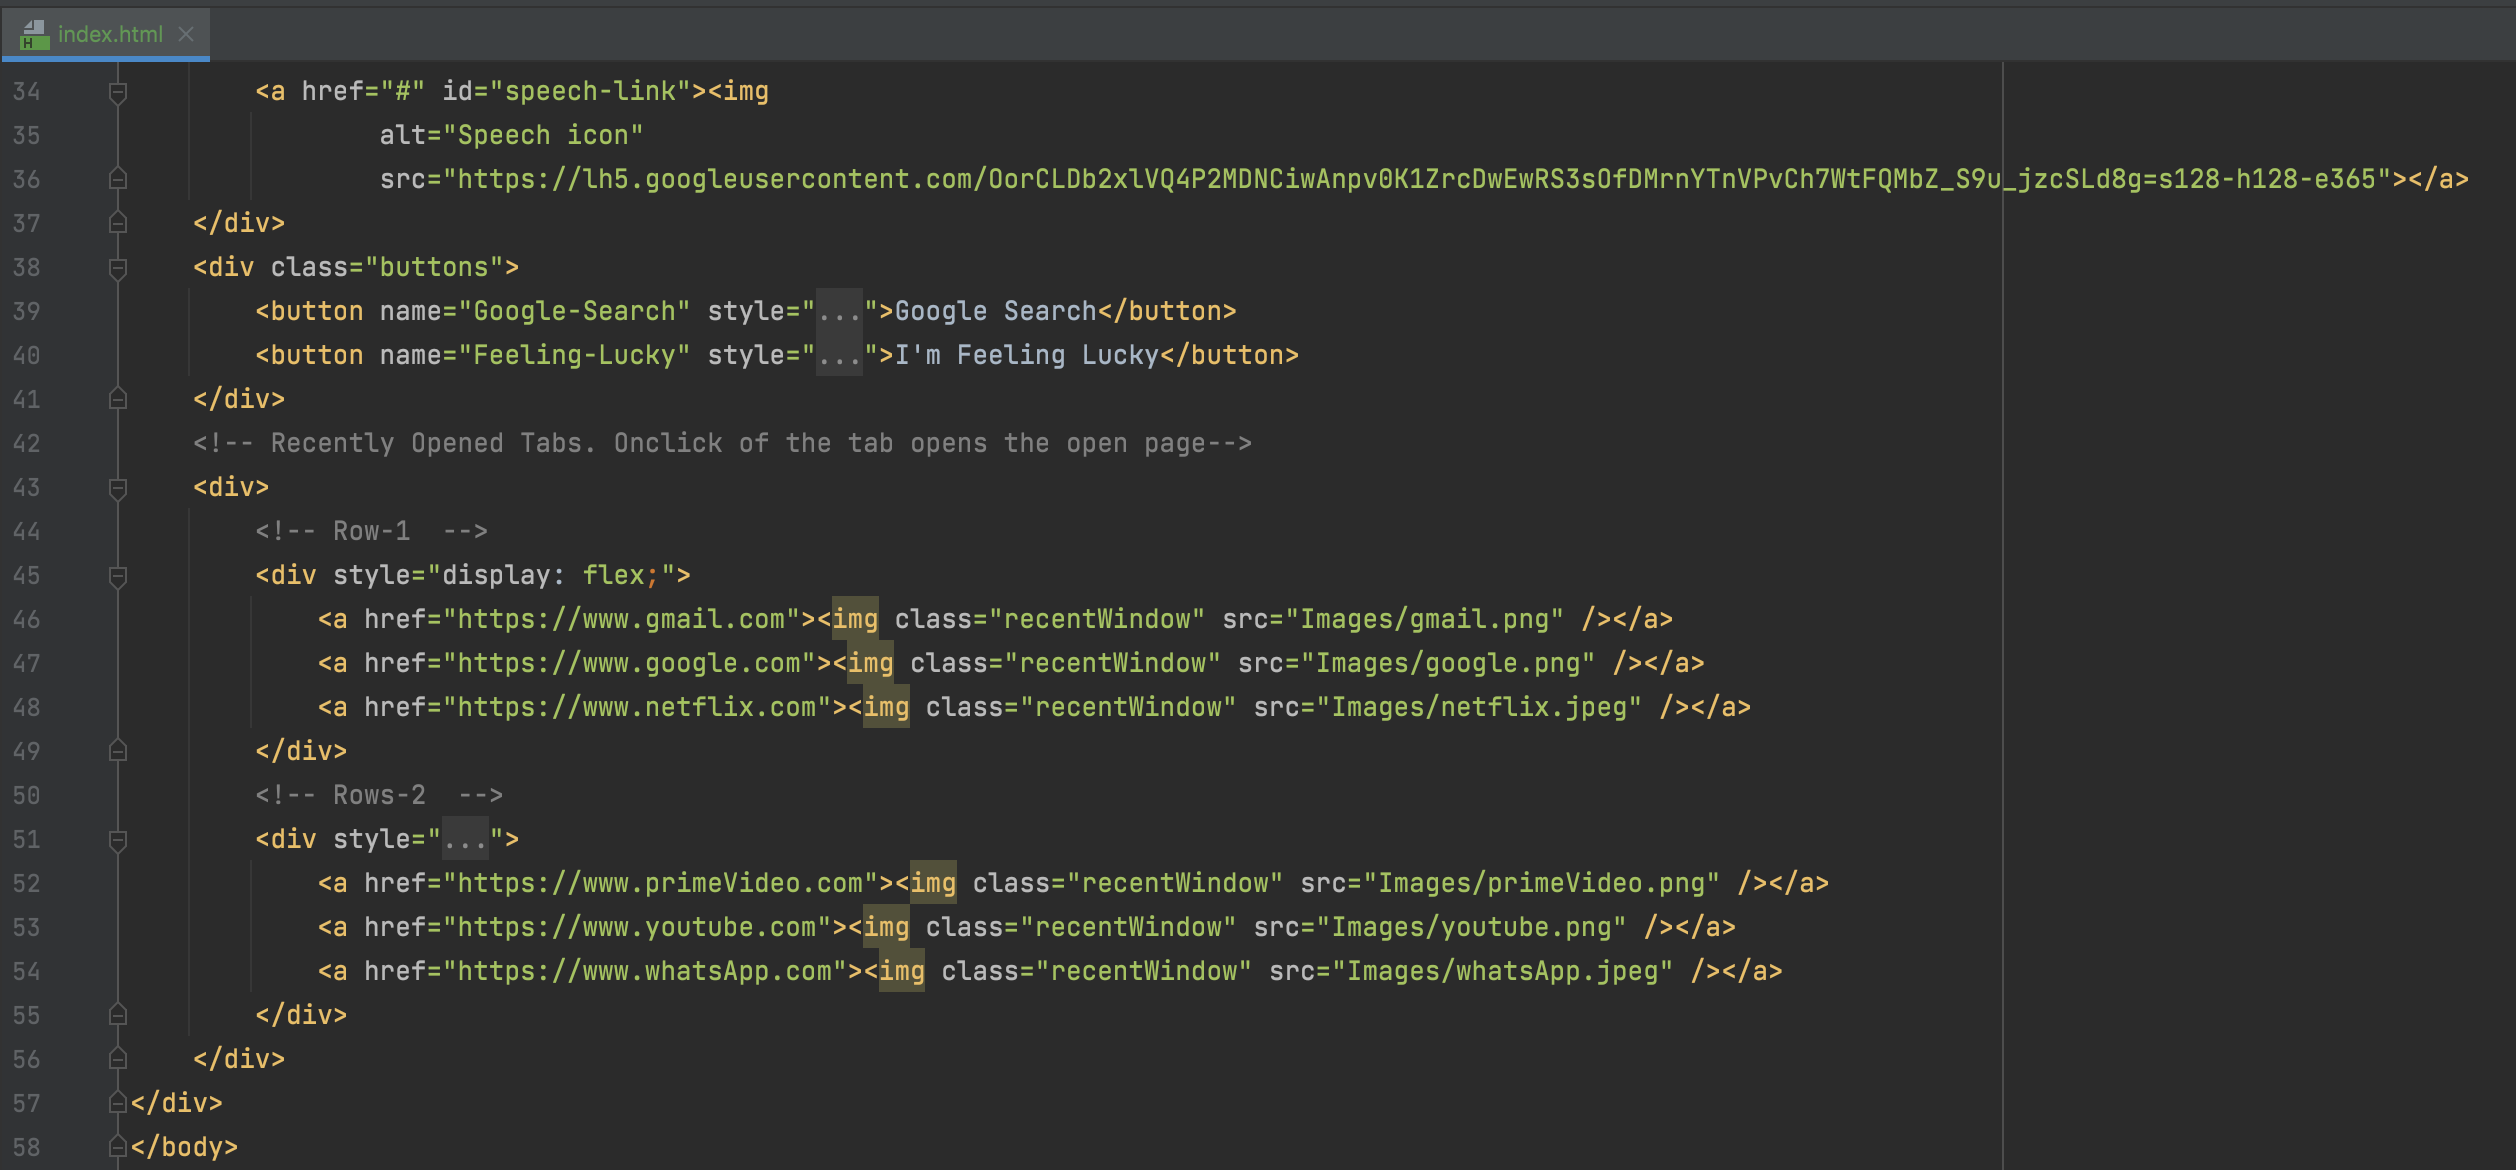 index.html
34 <a href="#" id="speech-link"><img
35 alt="Speech icon"
36 src="https://lh5.googleusercontent.com/OorCLDb2xlVQ4P2MDNCiwAnpv0K1ZrcDwEwRS3sOfDMrnYTnVPvCh7WtFQMbZ_S9u_jzcSLd8g=s128-h128-e365"></a>
37 </div>
38 <div class="buttons">
39 <button name="Google-Search" style="...">Google Search</button>
40 <button name="Feeling-Lucky" style="...">I'm Feeling Lucky</button>
41 </div>
42 <!-- Recently Opened Tabs. Onclick of the tab opens the open page-->
43 <div>
44 <!-- Row-1  -->
45 <div style="display: flex;">
46 <a href="https://www.gmail.com"><img class="recentWindow" src="Images/gmail.png" /></a>
47 <a href="https://www.google.com"><img class="recentWindow" src="Images/google.png" /></a>
48 <a href="https://www.netflix.com"><img class="recentWindow" src="Images/netflix.jpeg" /></a>
49 </div>
50 <!-- Rows-2  -->
51 <div style="...">
52 <a href="https://www.primeVideo.com"><img class="recentWindow" src="Images/primeVideo.png" /></a>
53 <a href="https://www.youtube.com"><img class="recentWindow" src="Images/youtube.png" /></a>
54 <a href="https://www.whatsApp.com"><img class="recentWindow" src="Images/whatsApp.jpeg" /></a>
55 </div>
56 </div>
57 </div>
58 </body>